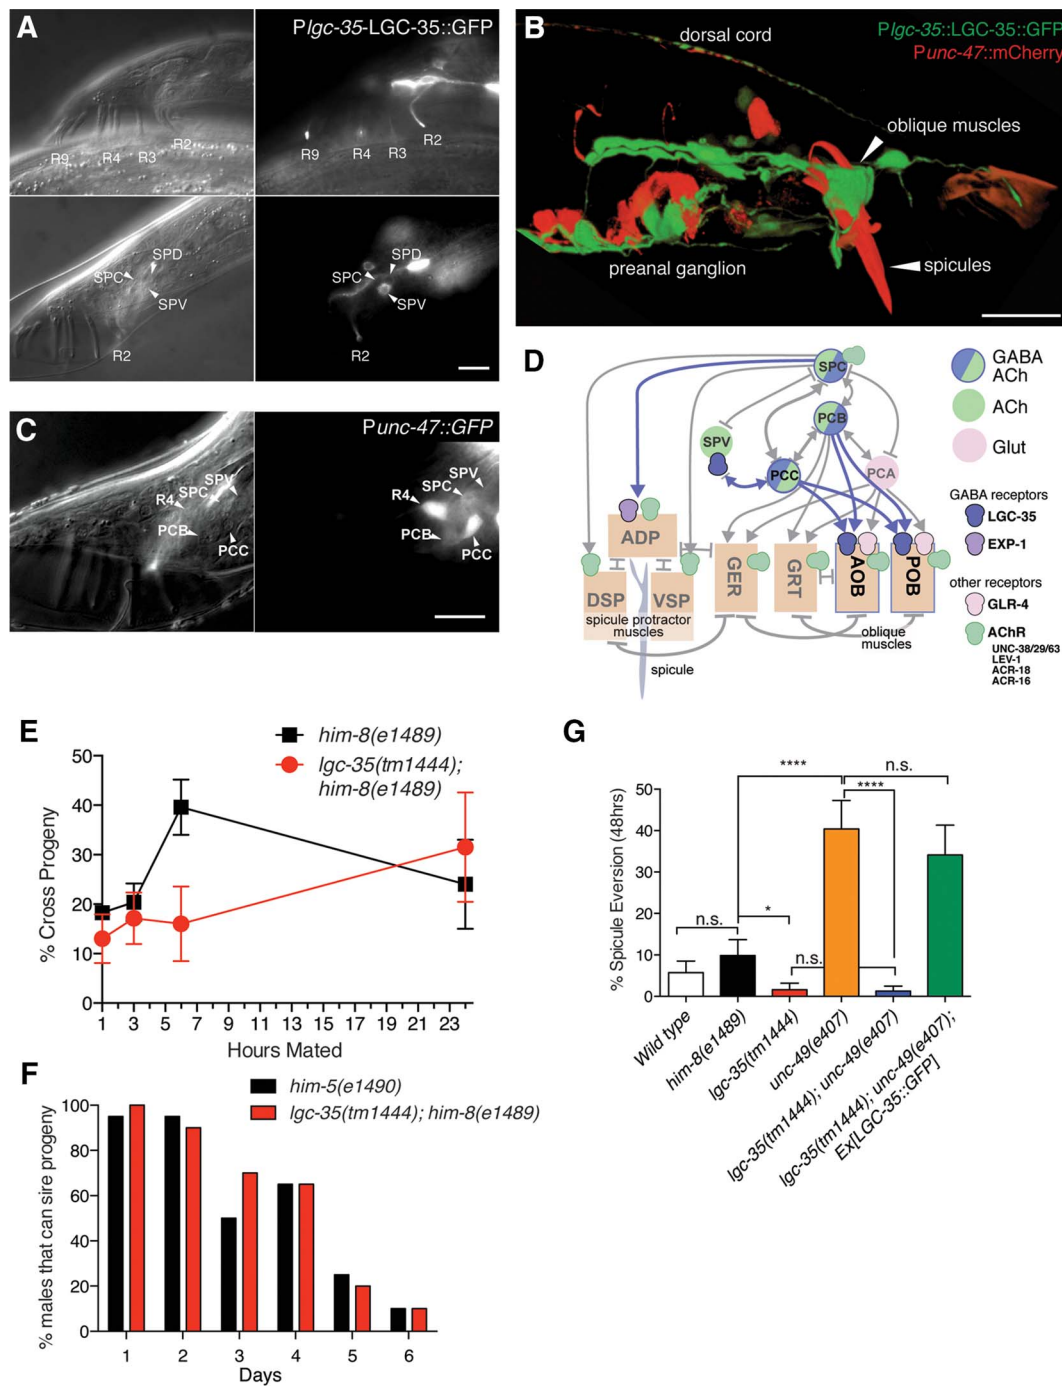 A
Plgc-35-LGC-35::GFP
R9
R4
R3
R2
R9
R4
R3
R2
SPD
SPC
SPV
R2
SPD
SPC
SPV
R2
B
Plgc-35::LGC-35::GFP
Punc-47::mCherry
dorsal cord
oblique muscles
preanal ganglion
spicules
C
Punc-47::GFP
R4
SPC
SPV
PCB
PCC
SPV
SPC
R4
PCB
PCC
D
SPC
PCB
SPV
PCC
PCA
ADP
DSP
VSP
GER
GRT
AOB
POB
spicule protractor
muscles
spicule
oblique
muscles
GABA
ACh
ACh
Glut
GABA receptors
LGC-35
EXP-1
other receptors
GLR-4
AChR
UNC-38/29/63
LEV-1
ACR-18
ACR-16
E
him-8(e1489)
lgc-35(tm1444);
him-8(e1489)
% Cross Progeny
50
40
30
20
10
0
1 3 5 7 9 11 13 15 17 19 21 23
Hours Mated
F
him-5(e1490)
lgc-35(tm1444); him-8(e1489)
% males that can sire progeny
100
80
60
40
20
0
1 2 3 4 5 6
Days
G
% Spicule Eversion (48hrs)
50
40
30
20
10
0
n.s.
*
****
n.s.
****
n.s.
Wild type
him-8(e1489)
lgc-35(tm1444)
unc-49(e407)
lgc-35(tm1444); unc-49(e407)
lgc-35(tm1444); unc-49(e407);
Ex[LGC-35::GFP]